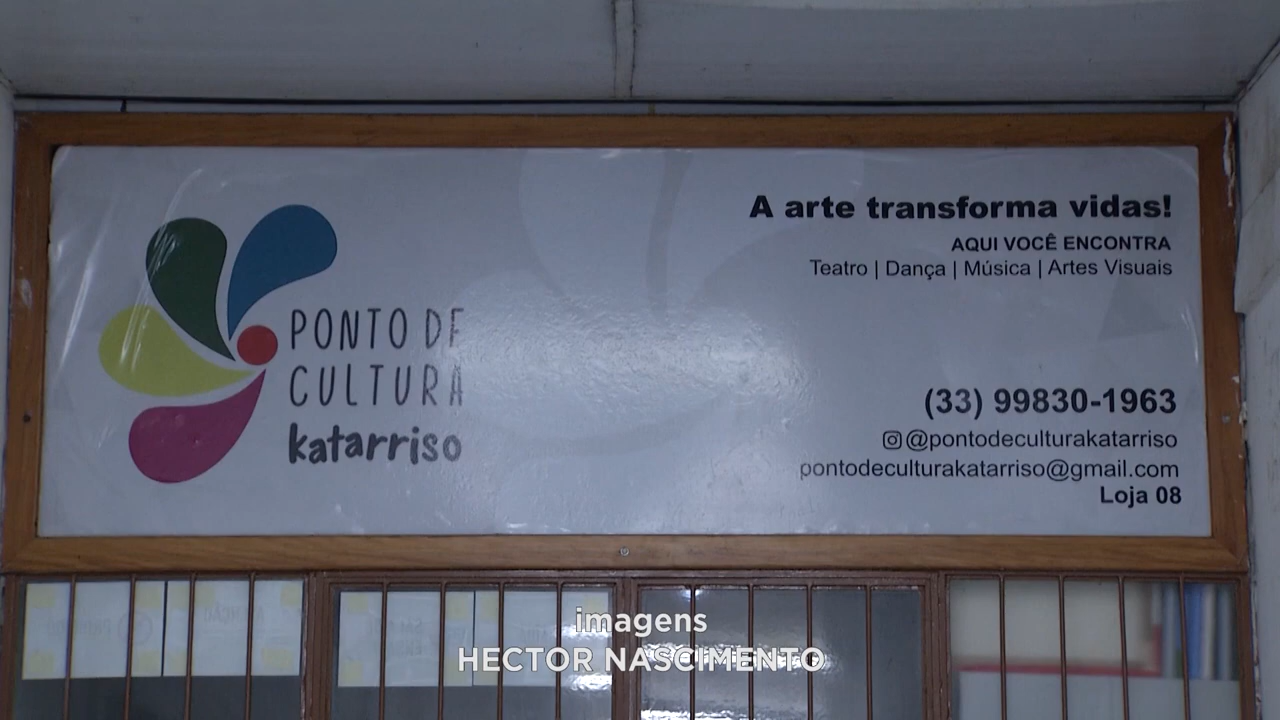 PONTO DE
CULTURA
katarriso
A arte transforma vidas!
AQUI VOCÊ ENCONTRA
Teatro | Dança | Música | Artes Visuais
(33) 99830-1963
@pontodeculturakatarriso
pontodeculturakatarriso@gmail.com
Loja 08
imagens
HECTOR NASCIMENTO